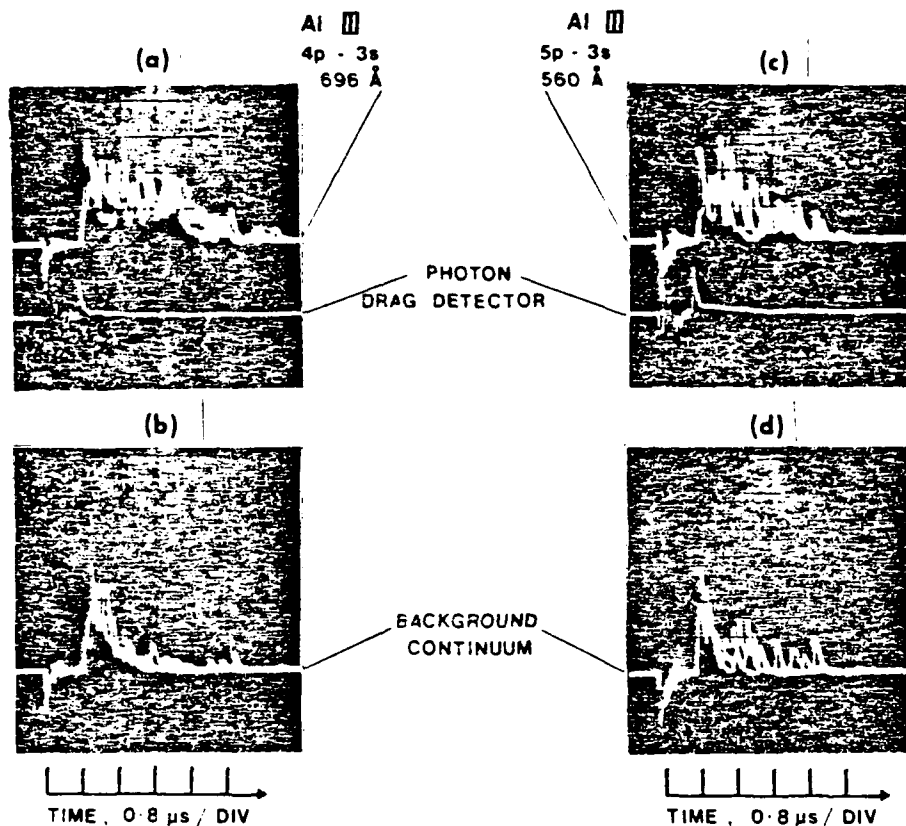 Al III
4p - 3s
696 Å
Al III
5p - 3s
560 Å
(a)
(c)
PHOTON
DRAG DETECTOR
(b)
(d)
BACKGROUND
CONTINUUM
TIME, 0·8 µs / DIV
TIME, 0·8 µs / DIV